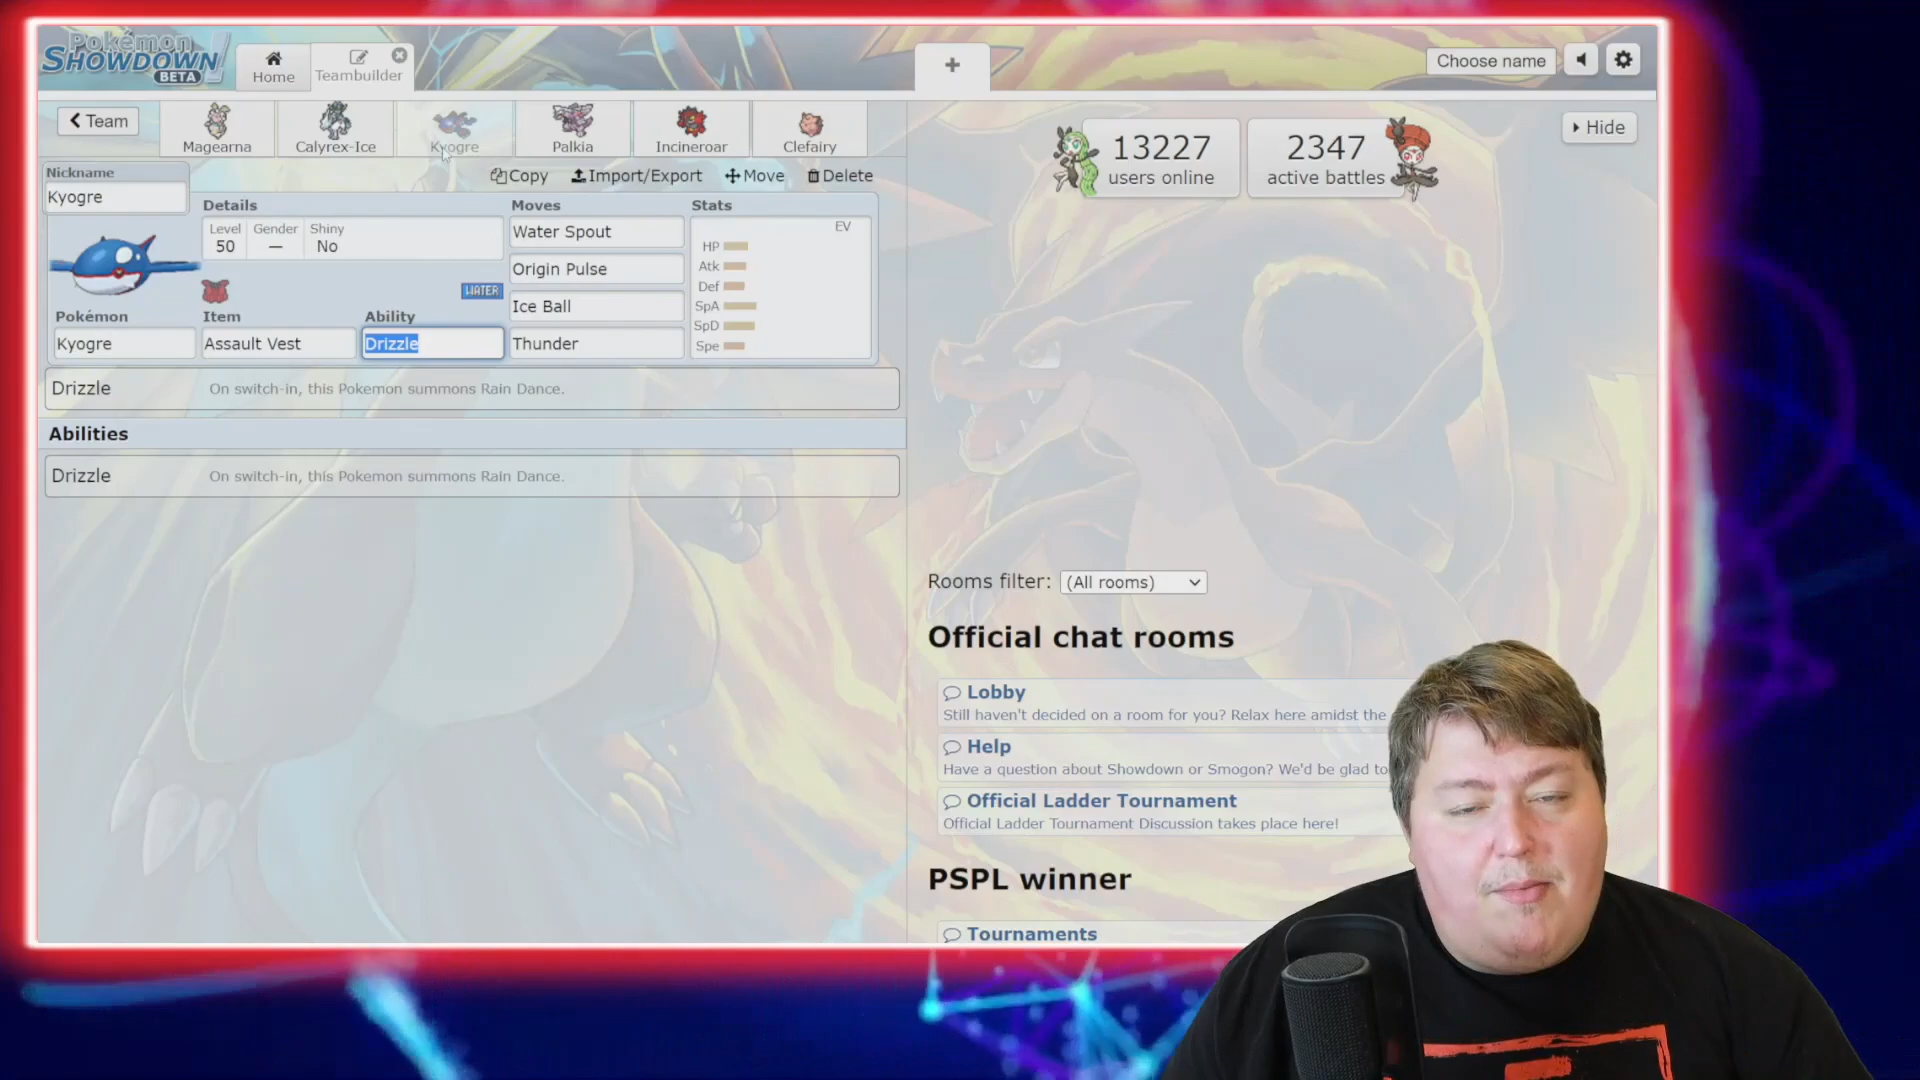 Pokémon
SHOWDOWN!
BETA
Home
Teambuilder
+
Choose name
Team
Magearna
Calyrex-Ice
Kyogre
Palkia
Incineroar
Clefairy
13227
users online
2347
active battles
Hide
Nickname
Kyogre
Copy
Import/Export
Move
Delete
Details
Level
50
Gender
—
Shiny
No
WATER
Pokémon
Kyogre
Item
Assault Vest
Ability
Drizzle
Moves
Water Spout
Origin Pulse
Ice Ball
Thunder
Stats
EV
HP
Atk
Def
SpA
SpD
Spe
Drizzle On switch-in, this Pokemon summons Rain Dance.
Abilities
Drizzle On switch-in, this Pokemon summons Rain Dance.
Rooms filter: (All rooms)
Official chat rooms
Lobby
Still haven't decided on a room for you? Relax here amidst the
Help
Have a question about Showdown or Smogon? We'd be glad to
Official Ladder Tournament
Official Ladder Tournament Discussion takes place here!
PSPL winner
Tournaments